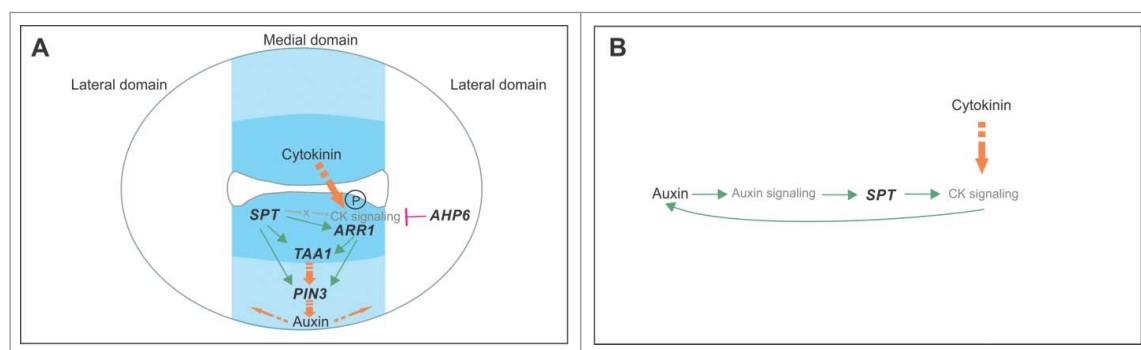 A
Medial domain
Lateral domain
Lateral domain
Cytokinin
P
SPT
x
CK signaling
AHP6
ARR1
TAA1
PIN3
Auxin
B
Cytokinin
Auxin
Auxin signaling
SPT
CK signaling